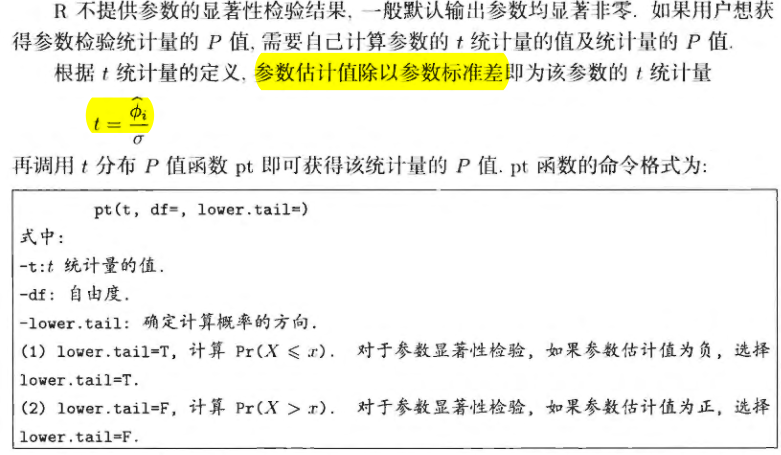 R 不提供参数的显著性检验结果, 一般默认输出参数均显著非零. 如果用户想获
得参数检验统计量的 P 值, 需要自己计算参数的 t 统计量的值及统计量的 P 值.
根据 t 统计量的定义, 参数估计值除以参数标准差即为该参数的 t 统计量
t = \frac{\hat{\phi}_i}{\sigma}
再调用 t 分布 P 值函数 pt 即可获得该统计量的 P 值. pt 函数的命令格式为:
pt(t, df=, lower.tail=)
式中:
-t:t 统计量的值.
-df: 自由度.
-lower.tail: 确定计算概率的方向.
(1) lower.tail=T, 计算 Pr(X ⩽ x). 对于参数显著性检验, 如果参数估计值为负, 选择
lower.tail=T.
(2) lower.tail=F, 计算 Pr(X > x). 对于参数显著性检验, 如果参数估计值为正, 选择
lower.tail=F.